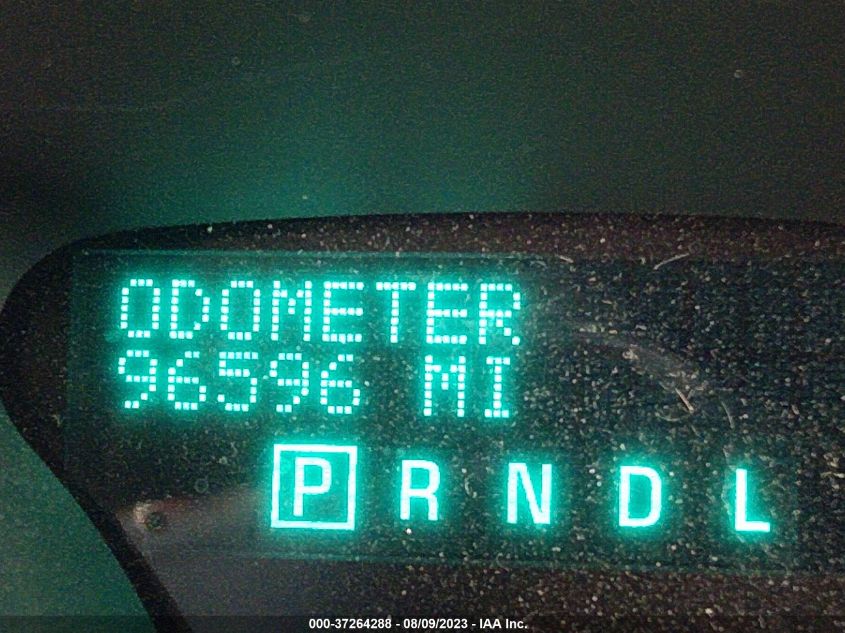 ODOMETER
96596 MI
P R N D L
000-37264288 - 08/09/2023 - IAA Inc.